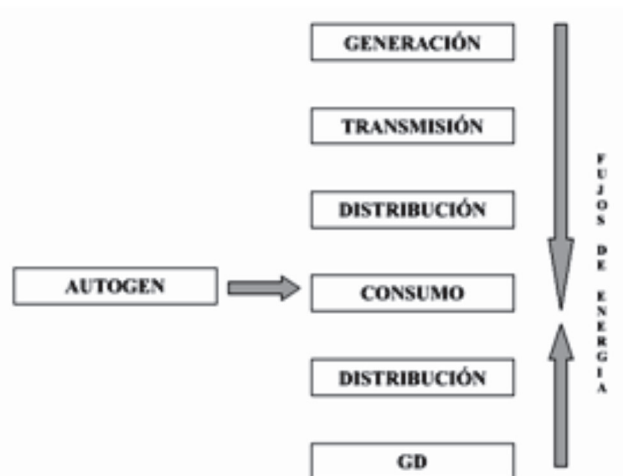 GENERACIÓN
TRANSMISIÓN
DISTRIBUCIÓN
AUTOGEN
CONSUMO
DISTRIBUCIÓN
GD
FUJOS DE ENERGIA